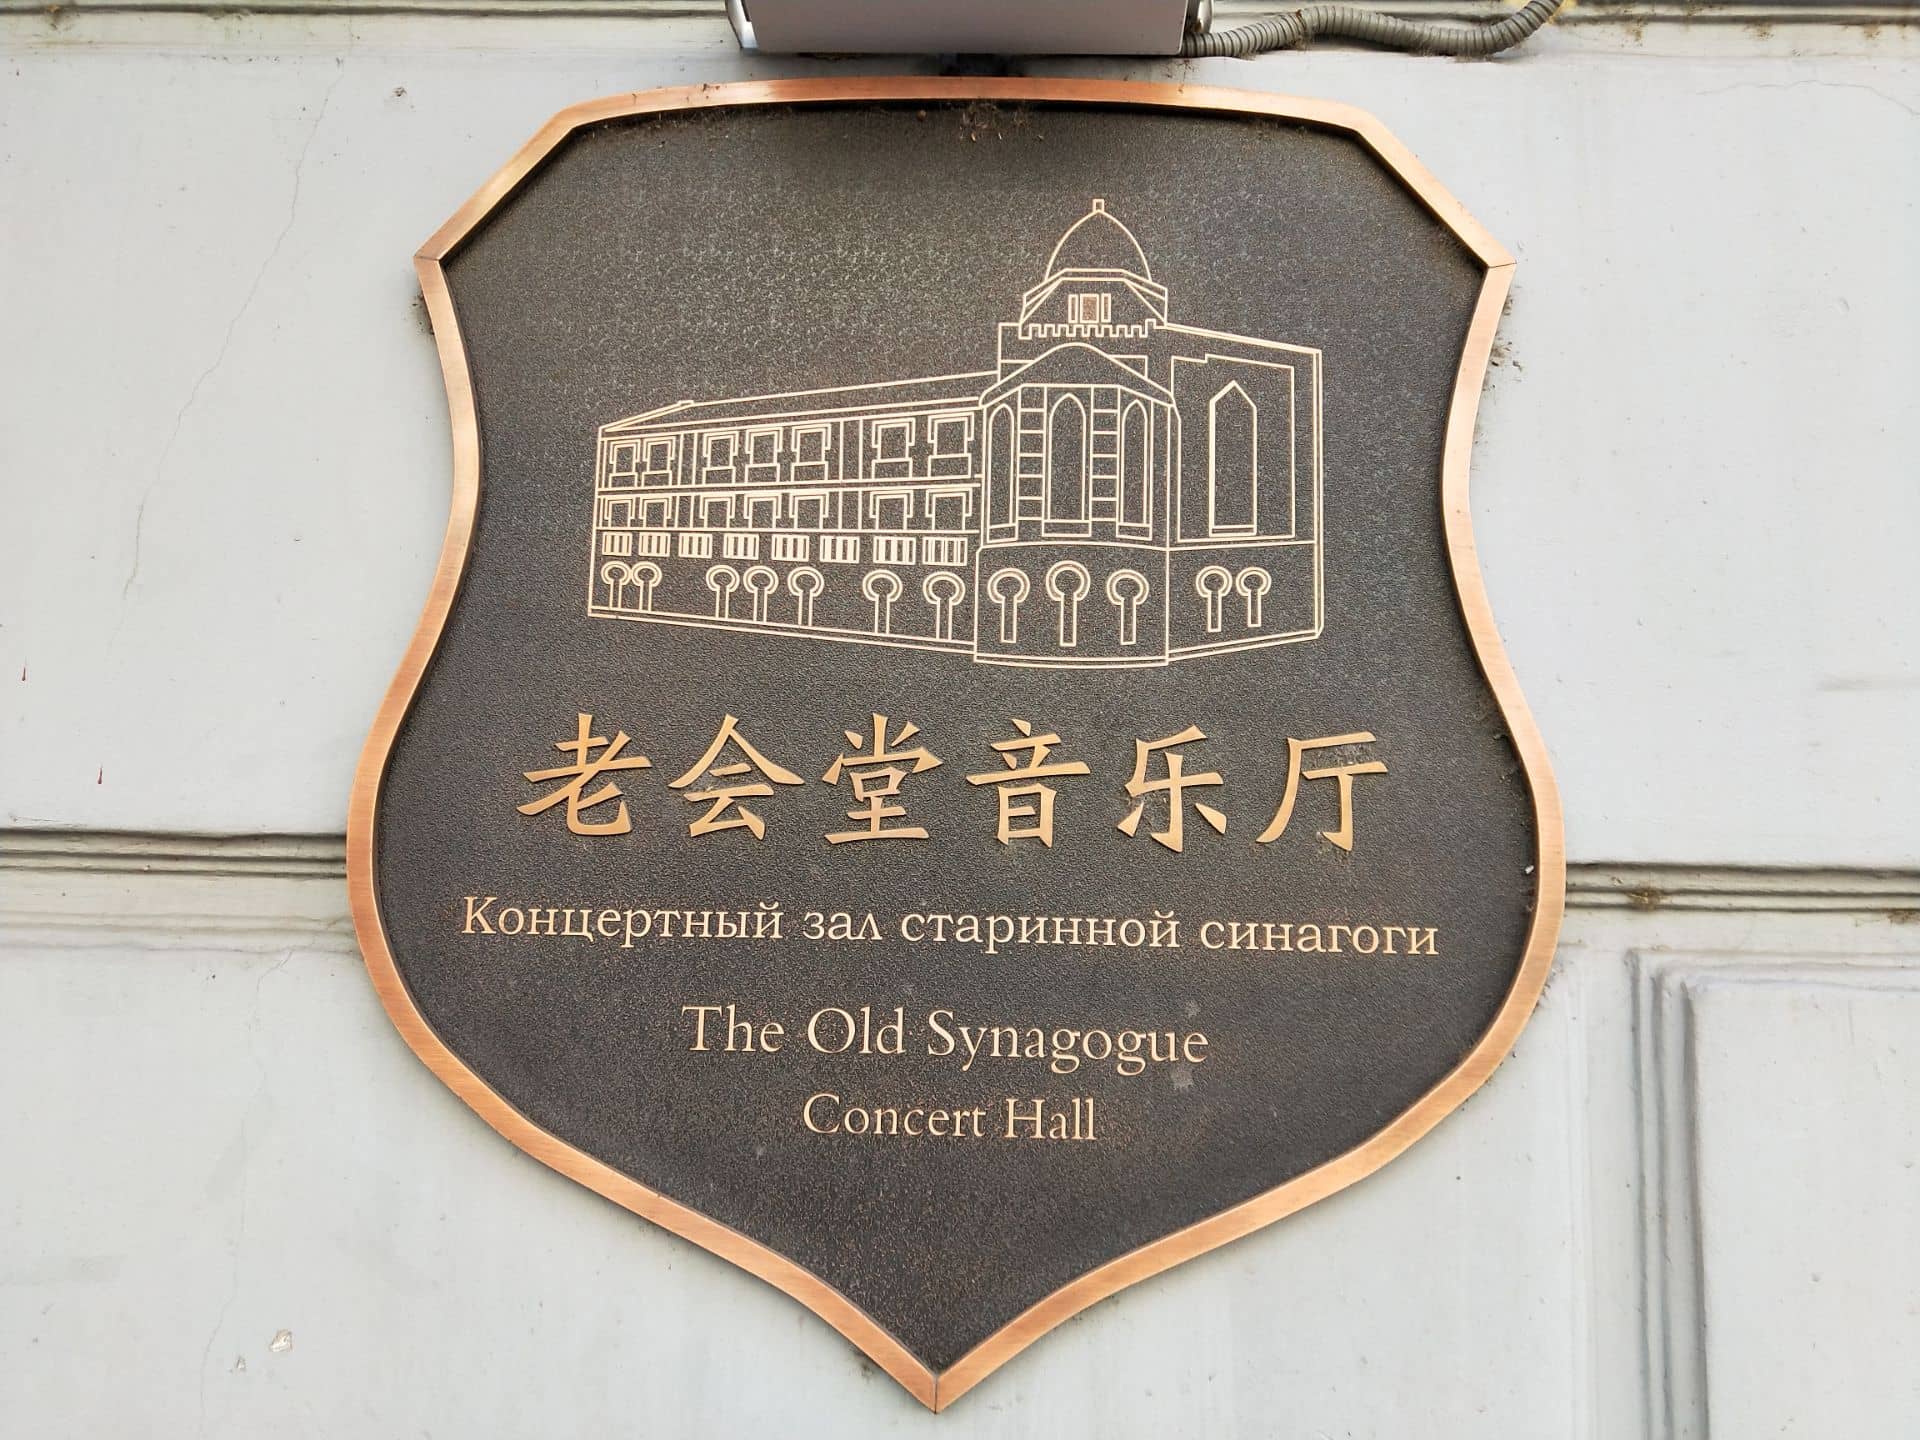 老会堂音乐厅
Концертный зал старинной синагоги
The Old Synagogue
Concert Hall